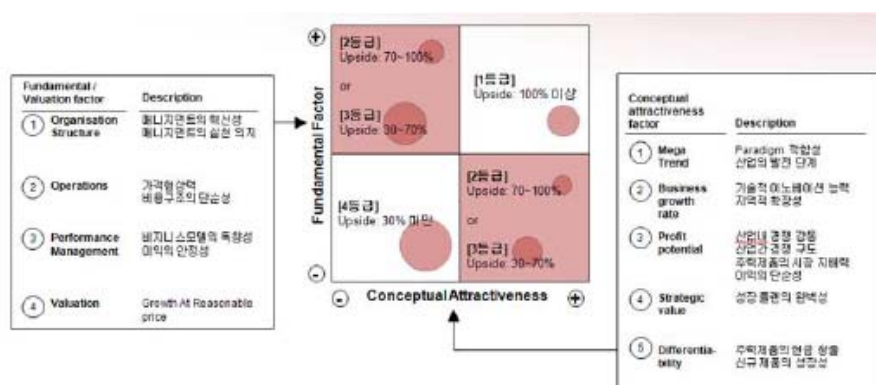 Fundamental / Valuation factor
Description
1 Organisation Structure
매니지먼트의 혁신성
매니지먼트의 실천 의지
2 Operations
가격협상력
비용구조의 단순성
3 Performance Management
비지니스모델의 독창성
이익의 안정성
4 Valuation
Growth At Reasonable price
Fundamental Factor
+
-
[2등급]
Upside: 70~100%
or
[3등급]
Upside: 30~70%
[1등급]
Upside: 100% 이상
[4등급]
Upside: 30% 미만
[2등급]
Upside: 70~100%
or
[3등급]
Upside: 30~70%
-
Conceptual Attractiveness
+
Conceptual attractiveness factor
Description
1 Mega Trend
Paradigm 적합성
산업의 발전 단계
2 Business growth rate
기술적 이노베이션 능력
지역적 확장성
3 Profit potential
산업내 경쟁 강도
산업간 경쟁 구도
주력제품의 시장 지배력
이익의 단순성
4 Strategic value
성장플랜의 완벽성
5 Differentia-bility
주력제품의 현금 창출
신규 제품의 성장성